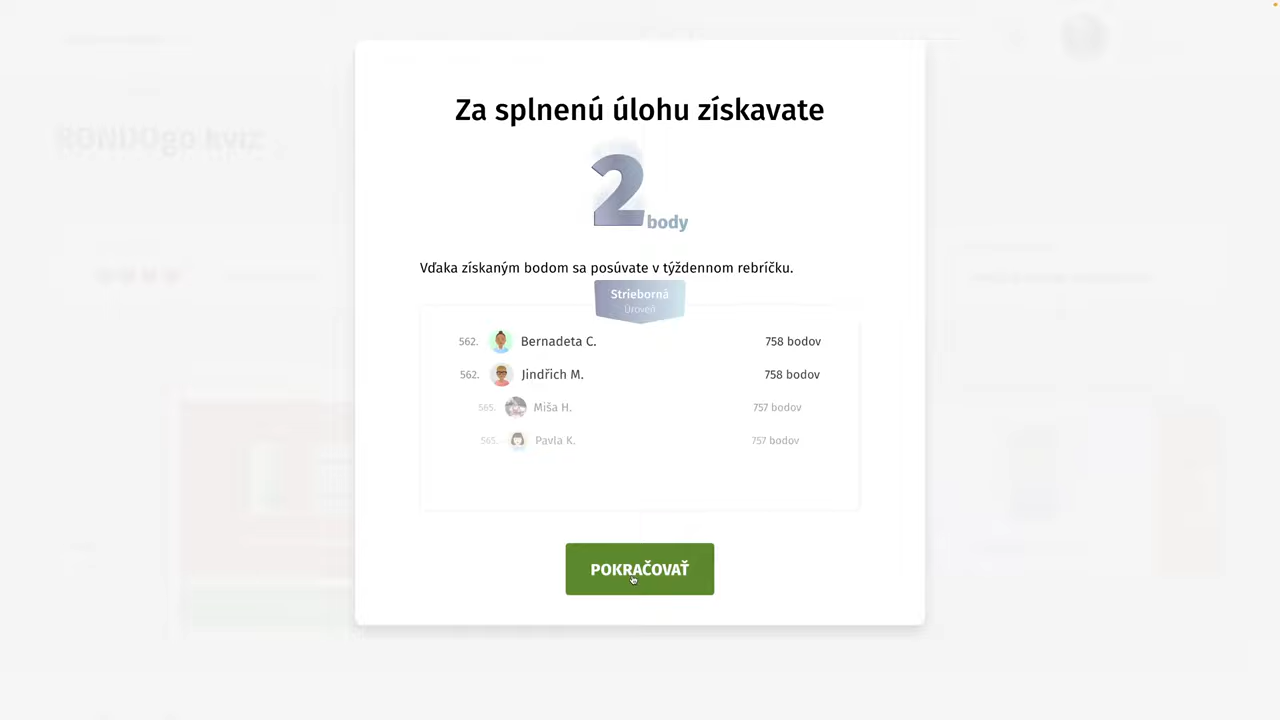 Za splnenú úlohu získavate
2 body
Vďaka získaným bodom sa posúvate v týždennom rebríčku.
Strieborná
Úroveň
562. Bernadeta C. 758 bodov
562. Jindřich M. 758 bodov
565. Miša H. 757 bodov
565. Pavla K. 757 bodov
POKRAČOVAŤ